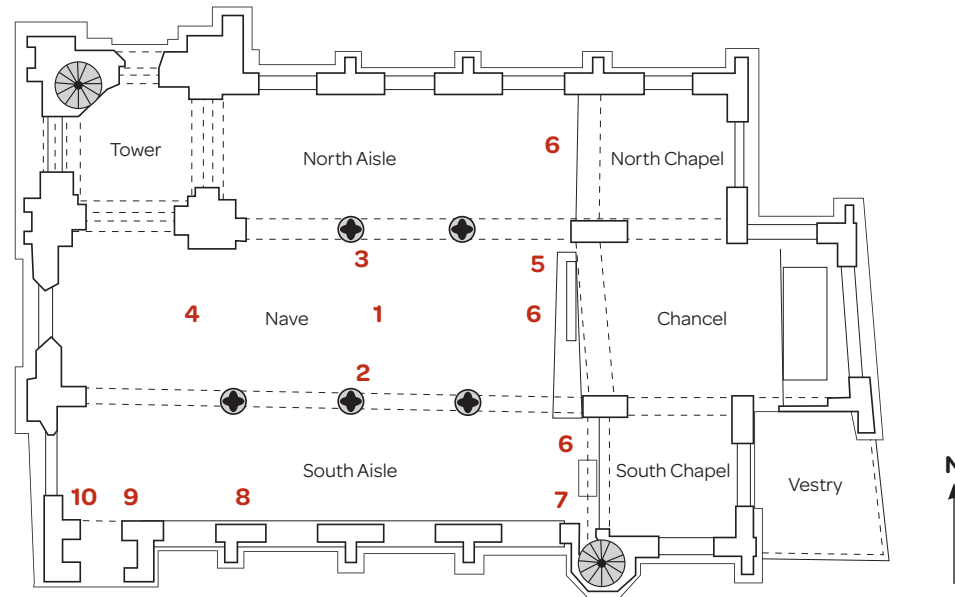 Tower
North Aisle
6
North Chapel
3
5
4
Nave
1
6
Chancel
2
6
South Aisle
South Chapel
Vestry
N
10
9
8
7